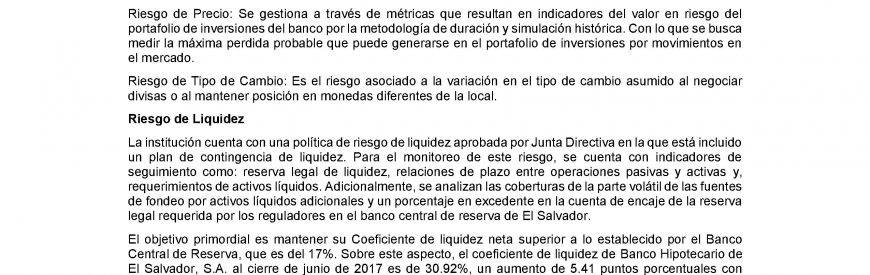 Riesgo de Precio: Se gestiona a través de métricas que resultan en indicadores del valor en riesgo del
portafolio de inversiones del banco por la metodología de duración y simulación histórica. Con lo que se busca
medir la máxima perdida probable que puede generarse en el portafolio de inversiones por movimientos en
el mercado.
Riesgo de Tipo de Cambio: Es el riesgo asociado a la variación en el tipo de cambio asumido al negociar
divisas o al mantener posición en monedas diferentes de la local.
Riesgo de Liquidez
La institución cuenta con una política de riesgo de liquidez aprobada por Junta Directiva en la que está incluido
un plan de contingencia de liquidez. Para el monitoreo de este riesgo, se cuenta con indicadores de
seguimiento como: reserva legal de liquidez, relaciones de plazo entre operaciones pasivas y activas y,
requerimientos de activos líquidos. Adicionalmente, se analizan las coberturas de la parte volátil de las fuentes
de fondeo por activos líquidos adicionales y un porcentaje en excedente en la cuenta de encaje de la reserva
legal requerida por los reguladores en el banco central de reserva de El Salvador.
El objetivo primordial es mantener su Coeficiente de liquidez neta superior a lo establecido por el Banco
Central de Reserva, que es del 17%. Sobre este aspecto, el coeficiente de liquidez de Banco Hipotecario de
El Salvador, S.A. al cierre de junio de 2017 es de 30.92%, un aumento de 5.41 puntos porcentuales con